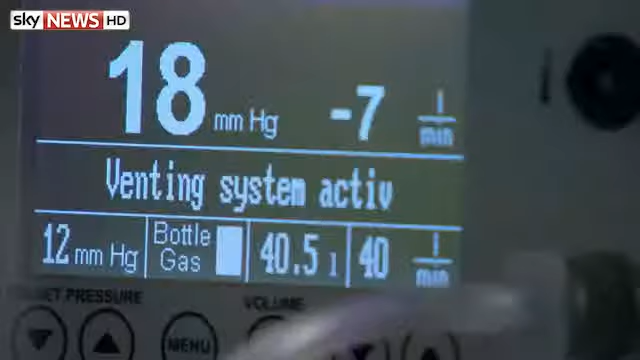 sky NEWS HD
18 mm Hg -7 l/min
Venting system activ
12 mm Hg Bottle Gas 40.5 l 40 l/min
SET PRESSURE VOLUME
MENU